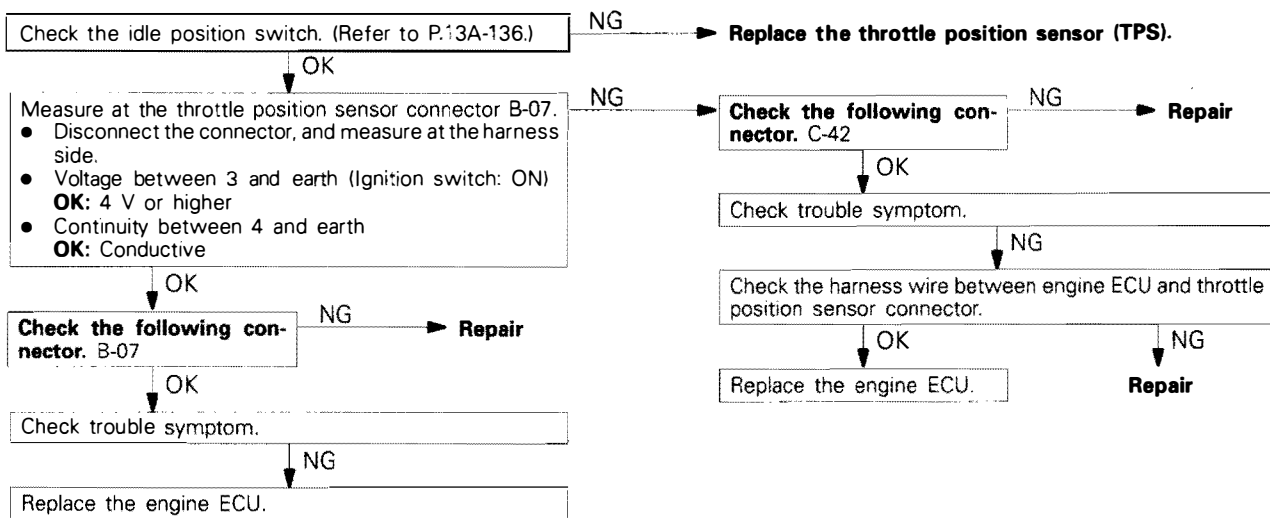 Check the idle position switch. (Refer to P.13A-136.)
NG
Replace the throttle position sensor (TPS).
OK
Measure at the throttle position sensor connector B-07.
● Disconnect the connector, and measure at the harness
side.
● Voltage between 3 and earth (Ignition switch: ON)
OK: 4 V or higher
● Continuity between 4 and earth
OK: Conductive
NG
Check the following con-
nector. C-42
NG
Repair
OK
Check trouble symptom.
NG
Check the harness wire between engine ECU and throttle
position sensor connector.
OK
NG
Replace the engine ECU.
Repair
OK
Check the following con-
nector. B-07
NG
Repair
OK
Check trouble symptom.
NG
Replace the engine ECU.